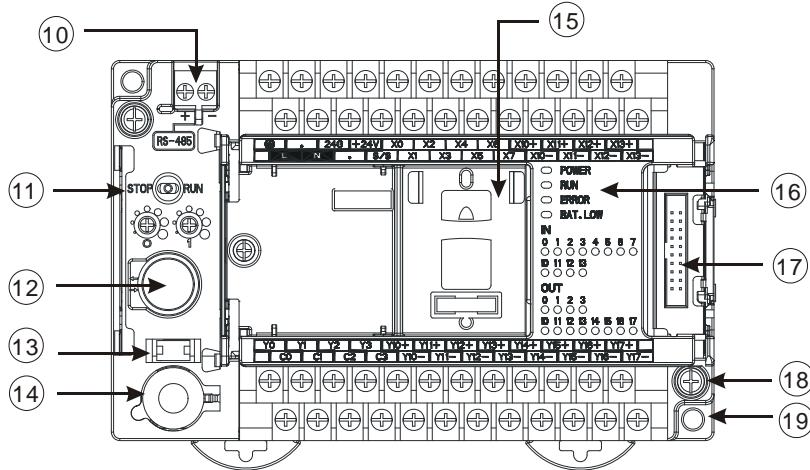 10
15
+ −
RS-485
. 24G +24V X0 X2 X4 X6 X10+ X11+ X12+ X13+
L N . S/S X1 X3 X5 X7 X10− X11− X12− X13−
11
STOP RUN
0 1
POWER
RUN
ERROR
BAT.LOW
16
IN
0 1 2 3 4 5 6 7
10 11 12 13
17
12
OUT
0 1 2 3
10 11 12 13 14 15 16 17
13
Y0 Y1 Y2 Y3 Y10+ Y11+ Y12+ Y13+ Y14+ Y15+ Y16+ Y17+
C0 C1 C2 C3 Y10− Y11− Y12− Y13− Y14− Y15− Y16− Y17−
14
18
19